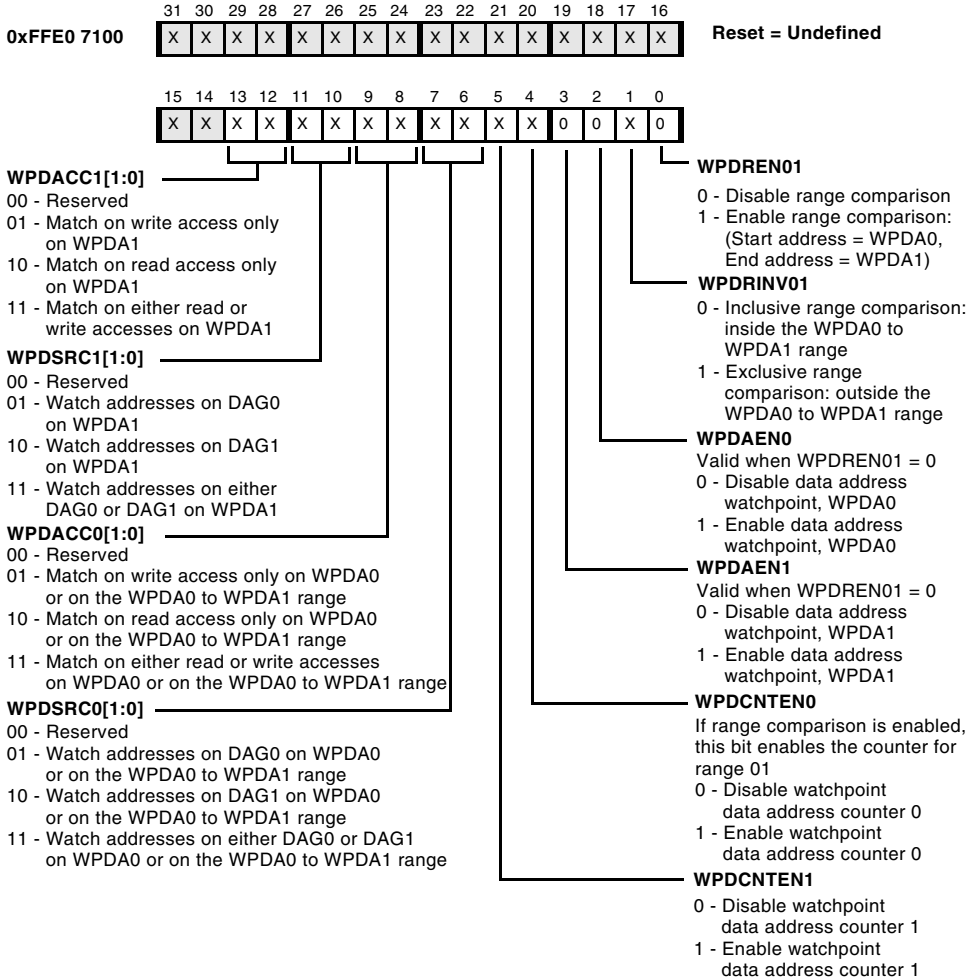 31 30 29 28 27 26 25 24 23 22 21 20 19 18 17 16
0xFFE0 7100
X X X X X X X X X X X X X X X X
Reset = Undefined
15 14 13 12 11 10 9 8 7 6 5 4 3 2 1 0
X X X X X X X X X X X X 0 0 X 0
WPDACC1[1:0]
00 - Reserved
01 - Match on write access only
on WPDA1
10 - Match on read access only
on WPDA1
11 - Match on either read or
write accesses on WPDA1
WPDSRC1[1:0]
00 - Reserved
01 - Watch addresses on DAG0
on WPDA1
10 - Watch addresses on DAG1
on WPDA1
11 - Watch addresses on either
DAG0 or DAG1 on WPDA1
WPDACC0[1:0]
00 - Reserved
01 - Match on write access only on WPDA0
or on the WPDA0 to WPDA1 range
10 - Match on read access only on WPDA0
or on the WPDA0 to WPDA1 range
11 - Match on either read or write accesses
on WPDA0 or on the WPDA0 to WPDA1 range
WPDSRC0[1:0]
00 - Reserved
01 - Watch addresses on DAG0 on WPDA0
or on the WPDA0 to WPDA1 range
10 - Watch addresses on DAG1 on WPDA0
or on the WPDA0 to WPDA1 range
11 - Watch addresses on either DAG0 or DAG1
on WPDA0 or on the WPDA0 to WPDA1 range
WPDREN01
0 - Disable range comparison
1 - Enable range comparison:
(Start address = WPDA0,
End address = WPDA1)
WPDRINV01
0 - Inclusive range comparison:
inside the WPDA0 to
WPDA1 range
1 - Exclusive range
comparison: outside the
WPDA0 to WPDA1 range
WPDAEN0
Valid when WPDREN01 = 0
0 - Disable data address
watchpoint, WPDA0
1 - Enable data address
watchpoint, WPDA0
WPDAEN1
Valid when WPDREN01 = 0
0 - Disable data address
watchpoint, WPDA1
1 - Enable data address
watchpoint, WPDA1
WPDCNTEN0
If range comparison is enabled,
this bit enables the counter for
range 01
0 - Disable watchpoint
data address counter 0
1 - Enable watchpoint
data address counter 0
WPDCNTEN1
0 - Disable watchpoint
data address counter 1
1 - Enable watchpoint
data address counter 1